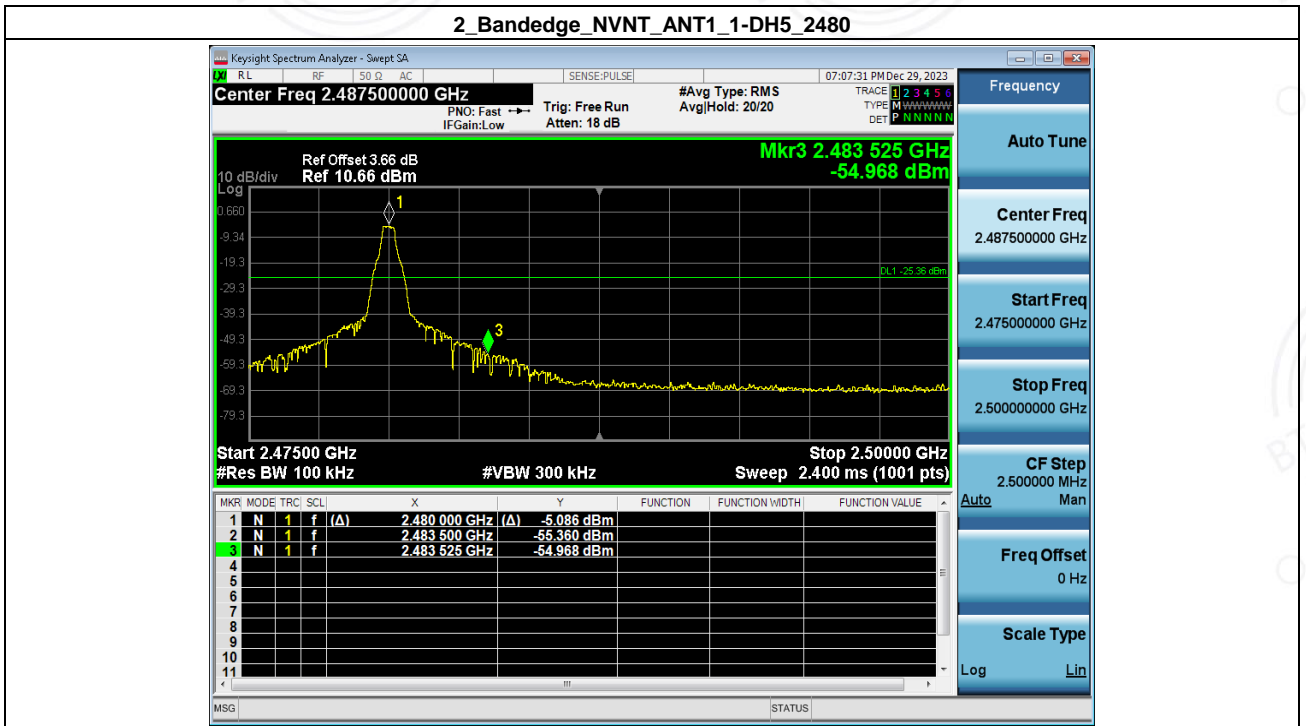 2_Bandedge_NVNT_ANT1_1-DH5_2480
Keysight Spectrum Analyzer - Swept SA
LXI RL RF 50 Ω AC SENSE:PULSE 07:07:31 PM Dec 29, 2023
Center Freq 2.487500000 GHz
PNO: Fast
IFGain:Low
Trig: Free Run
Atten: 18 dB
#Avg Type: RMS
Avg|Hold: 20/20
TRACE 1 2 3 4 5 6
TYPE M WWWWW
DET P N N N N N
Mkr3 2.483 525 GHz
-54.968 dBm
Ref Offset 3.66 dB
10 dB/div Ref 10.66 dBm
Log
0.660
-9.34
-19.3
-29.3
-39.3
-49.3
-59.3
-69.3
-79.3
1
3
DL1 -25.36 dBm
Start 2.47500 GHz Stop 2.50000 GHz
#Res BW 100 kHz #VBW 300 kHz Sweep 2.400 ms (1001 pts)
MKR MODE TRC SCL X Y FUNCTION FUNCTION WIDTH FUNCTION VALUE
1 N 1 f (Δ) 2.480 000 GHz (Δ) -5.086 dBm
2 N 1 f 2.483 500 GHz -55.360 dBm
3 N 1 f 2.483 525 GHz -54.968 dBm
4
5
6
7
8
9
10
11
MSG STATUS
Frequency
Auto Tune
Center Freq
2.487500000 GHz
Start Freq
2.475000000 GHz
Stop Freq
2.500000000 GHz
CF Step
2.500000 MHz
Auto Man
Freq Offset
0 Hz
Scale Type
Log Lin